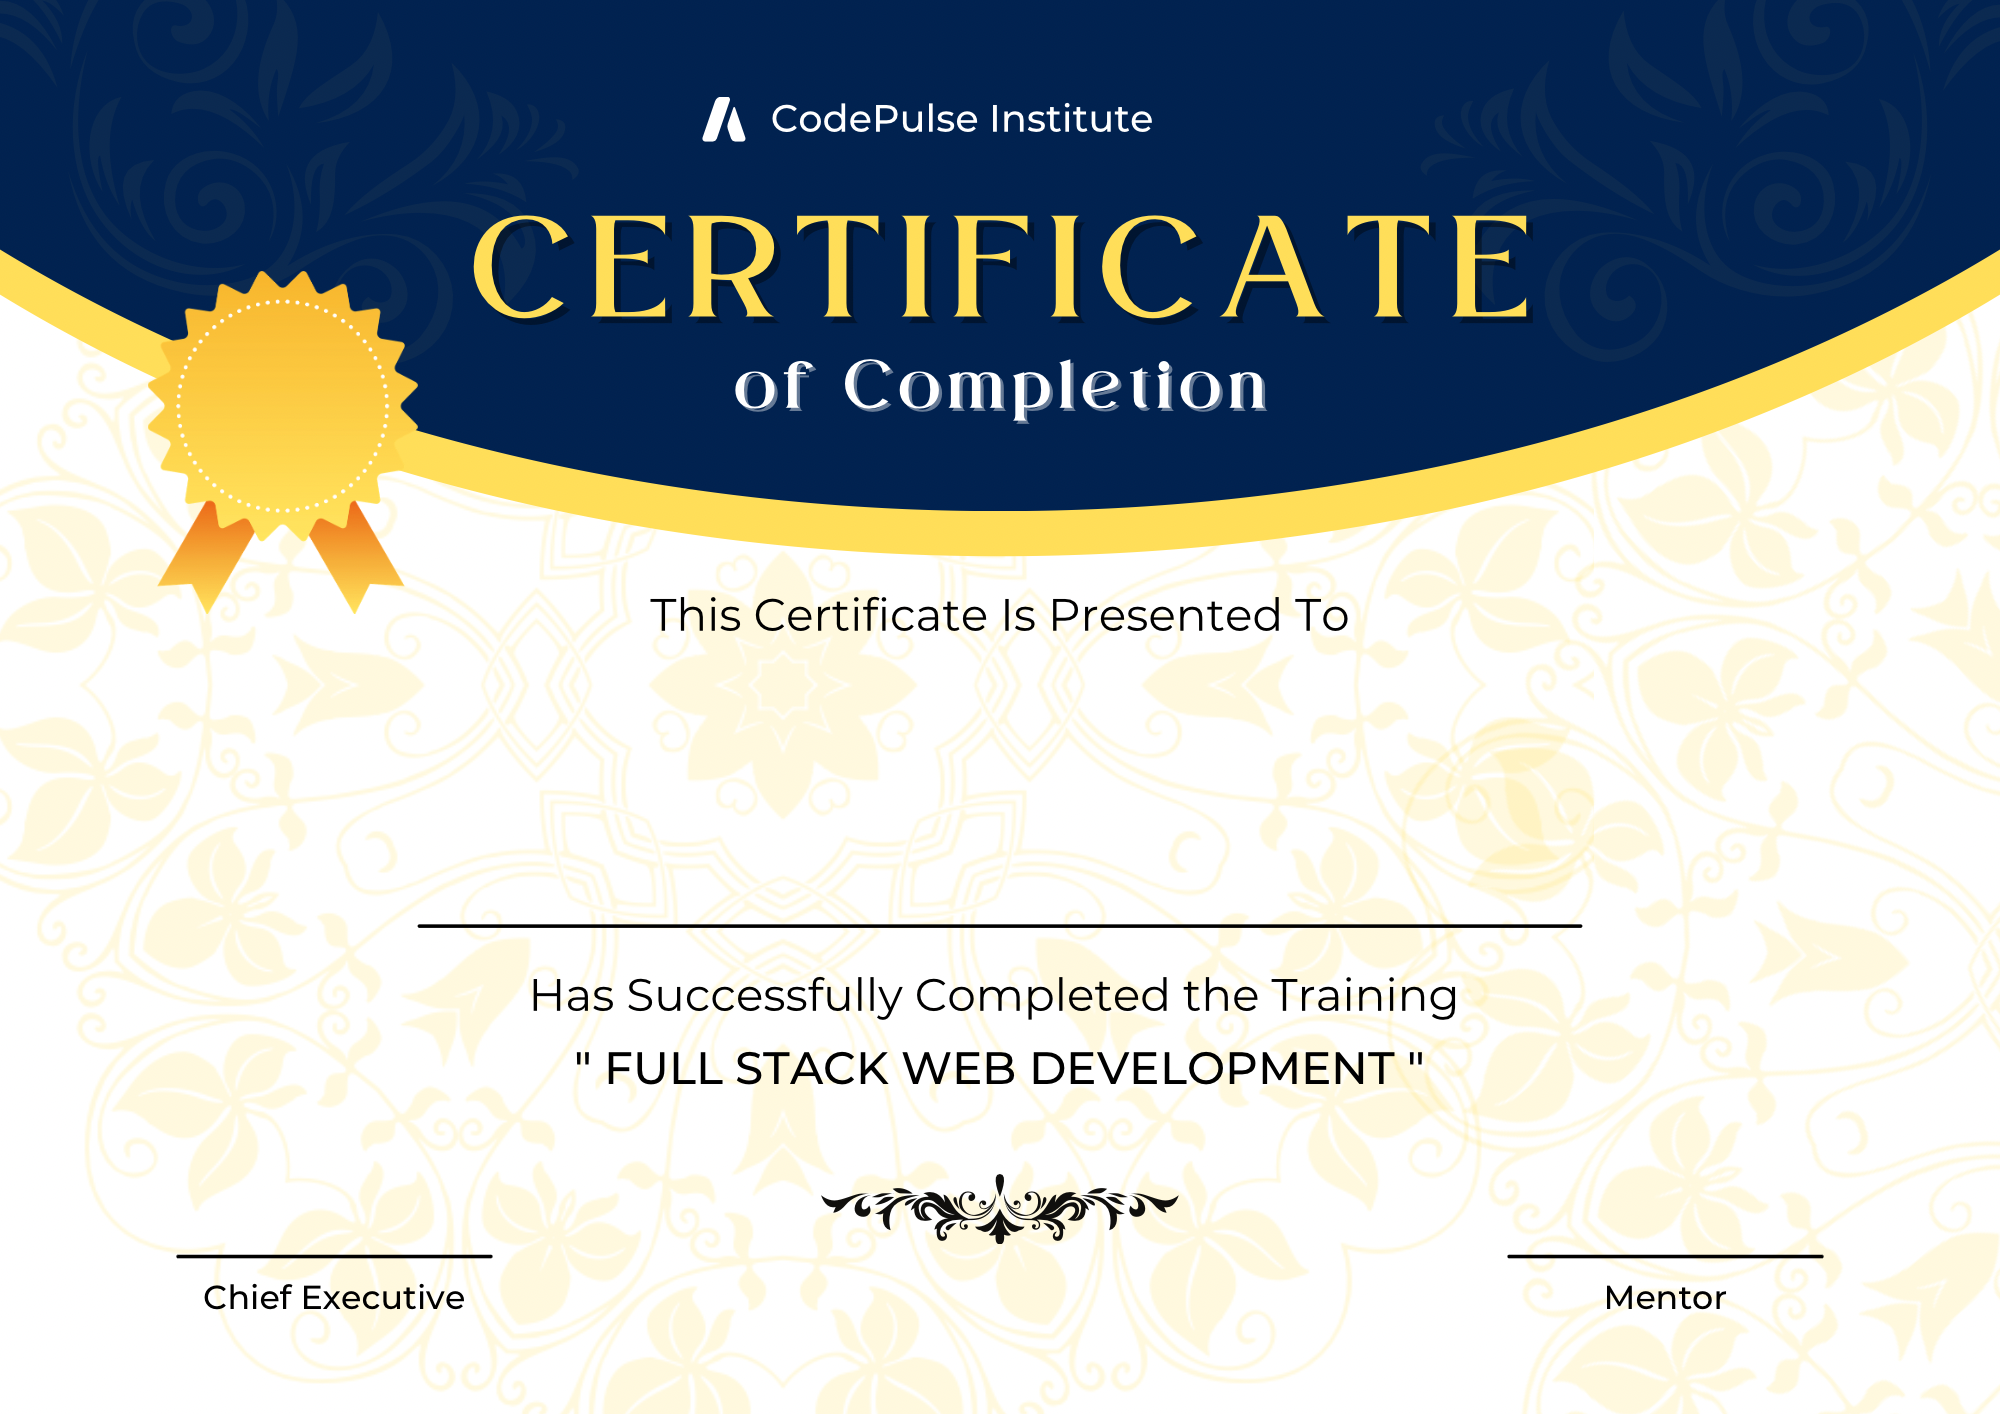 CodePulse Institute
CERTIFICATE
of Completion
This Certificate Is Presented To
Has Successfully Completed the Training
" FULL STACK WEB DEVELOPMENT "
Chief Executive
Mentor